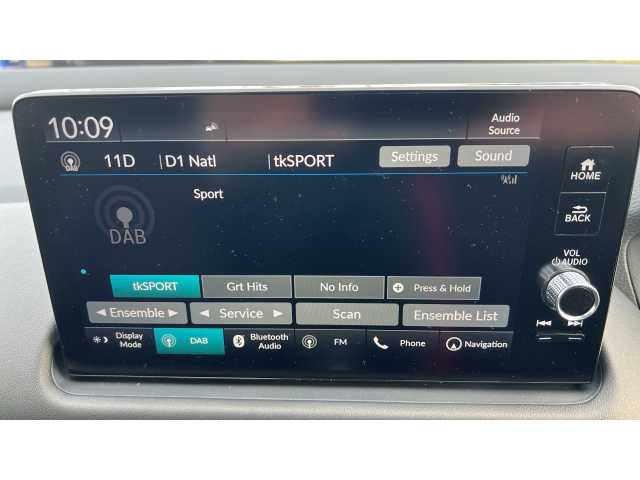 10:09
Audio Source
11D D1 Natl tkSPORT Settings Sound
DAB
Sport
DAB
HOME
BACK
VOL
AUDIO
tkSPORT Grt Hits No Info Press & Hold
Ensemble Service Scan Ensemble List
Display Mode DAB Bluetooth Audio FM Phone Navigation